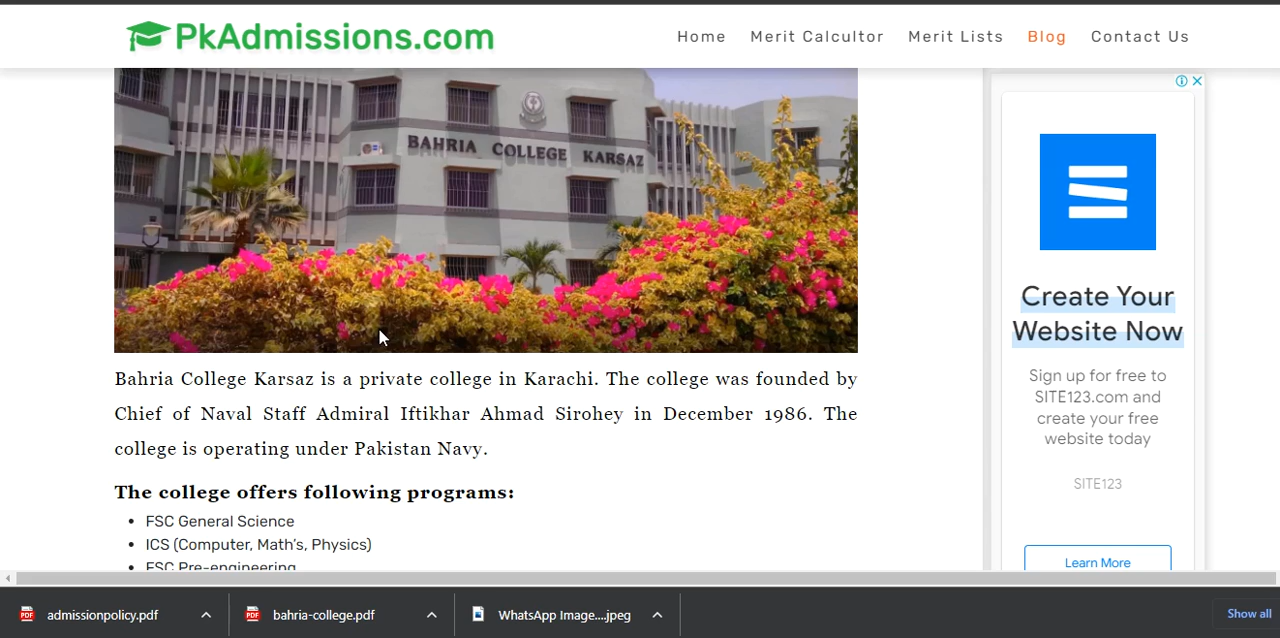 PkAdmissions.com
Home Merit Calcultor Merit Lists Blog Contact Us
BAHRIA COLLEGE KARSAZ
Create Your
Website Now
Sign up for free to
SITE123.com and
create your free
website today
SITE123
Learn More
Bahria College Karsaz is a private college in Karachi. The college was founded by
Chief of Naval Staff Admiral Iftikhar Ahmad Sirohey in December 1986. The
college is operating under Pakistan Navy.
The college offers following programs:
• FSC General Science
• ICS (Computer, Math's, Physics)
• FSC Pre-engineering
admissionpolicy.pdf
bahria-college.pdf
WhatsApp Image....jpeg
Show all